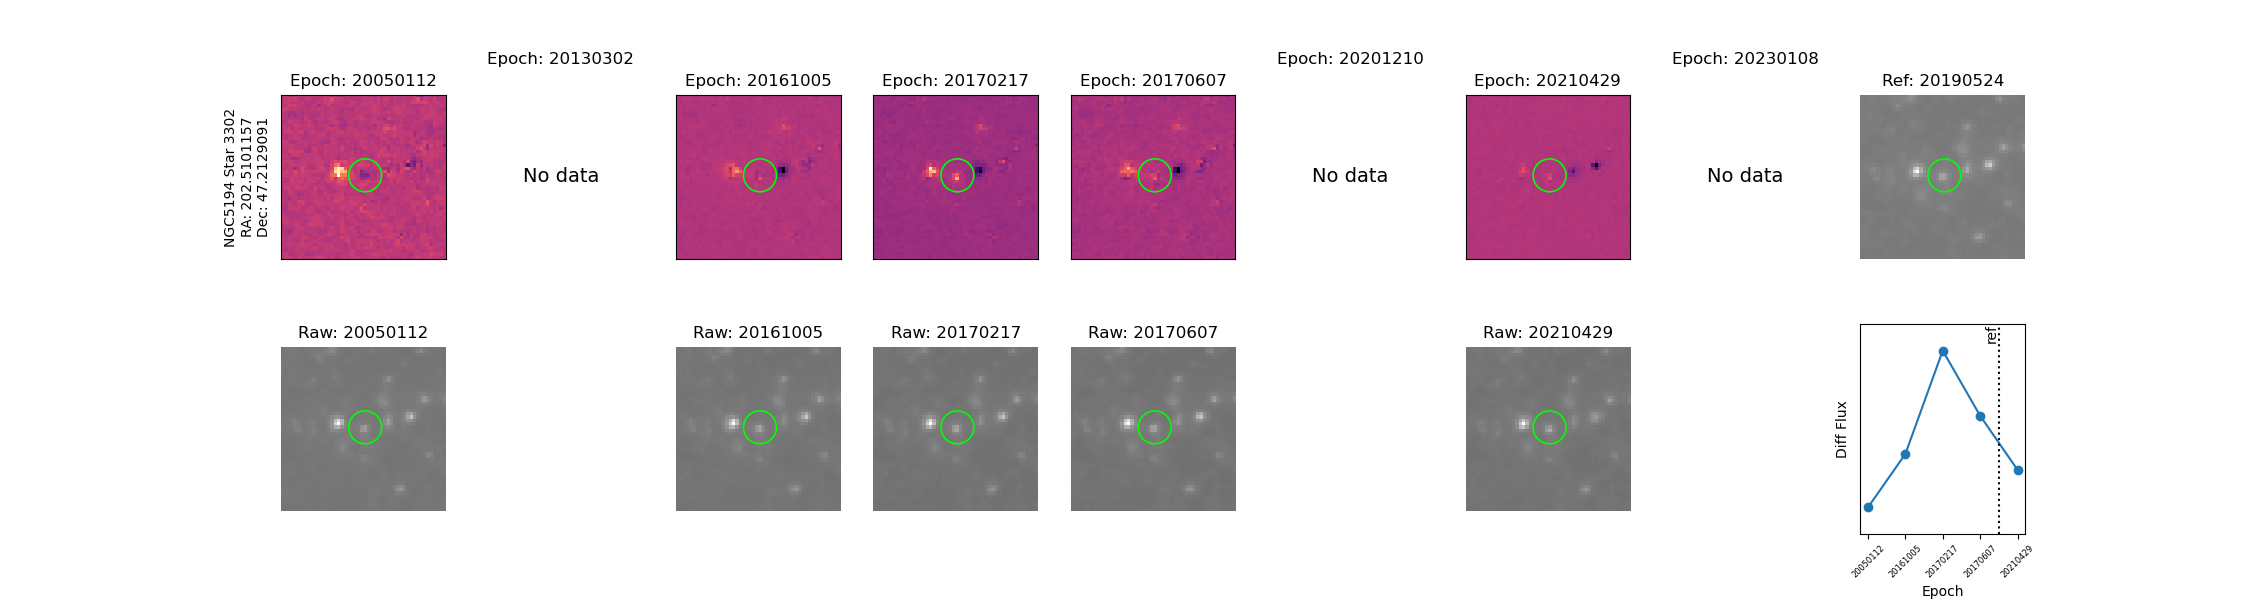 Epoch: 20130302
Epoch: 20201210
Epoch: 20230108
Epoch: 20050112
Epoch: 20161005
Epoch: 20170217
Epoch: 20170607
Epoch: 20210429
Ref: 20190524
NGC5194 Star 3302
RA: 202.5101157
Dec: 47.2129091
No data
No data
No data
Raw: 20050112
Raw: 20161005
Raw: 20170217
Raw: 20170607
Raw: 20210429
ref
Diff Flux
20050112
20161005
20170217
20170607
20210429
Epoch